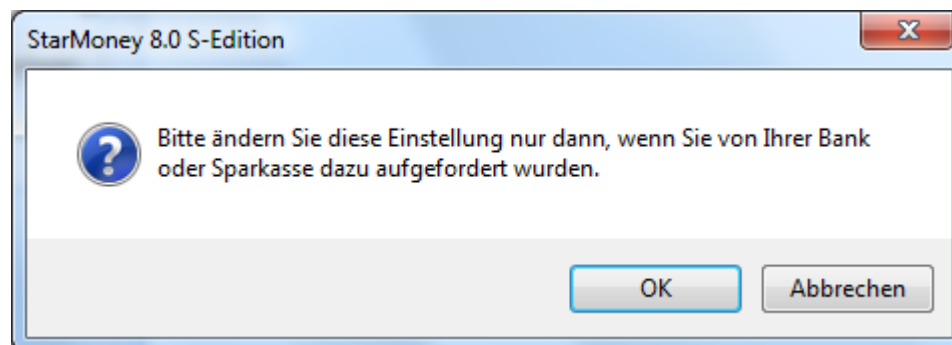 StarMoney 8.0 S-Edition
Bitte ändern Sie diese Einstellung nur dann, wenn Sie von Ihrer Bank
oder Sparkasse dazu aufgefordert wurden.
OK
Abbrechen